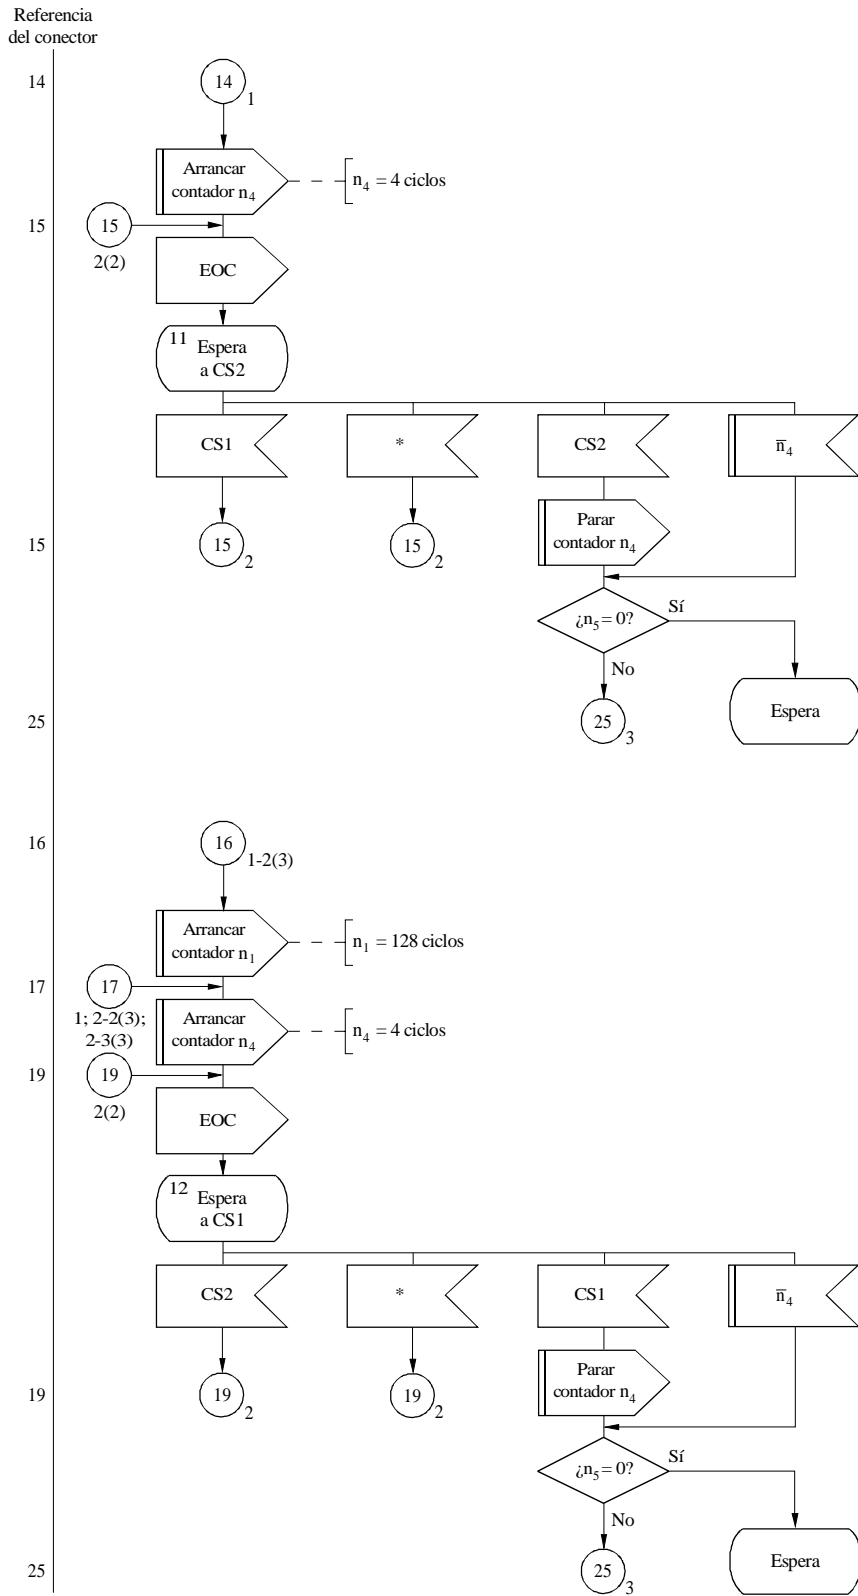 Referencia
del conector
14
14
1
Arrancar
contador n4
n4 = 4 ciclos
15
15
2(2)
EOC
11
Espera
a CS2
CS1
*
CS2
n̅4
15
15
2
15
2
Parar
contador n4
¿n5 = 0?
Sí
No
25
25
3
Espera
16
16
1-2(3)
Arrancar
contador n1
n1 = 128 ciclos
17
17
1; 2-2(3);
2-3(3)
Arrancar
contador n4
n4 = 4 ciclos
19
19
2(2)
EOC
12
Espera
a CS1
CS2
*
CS1
n̅4
19
19
2
19
2
Parar
contador n4
¿n5 = 0?
Sí
No
25
25
3
Espera